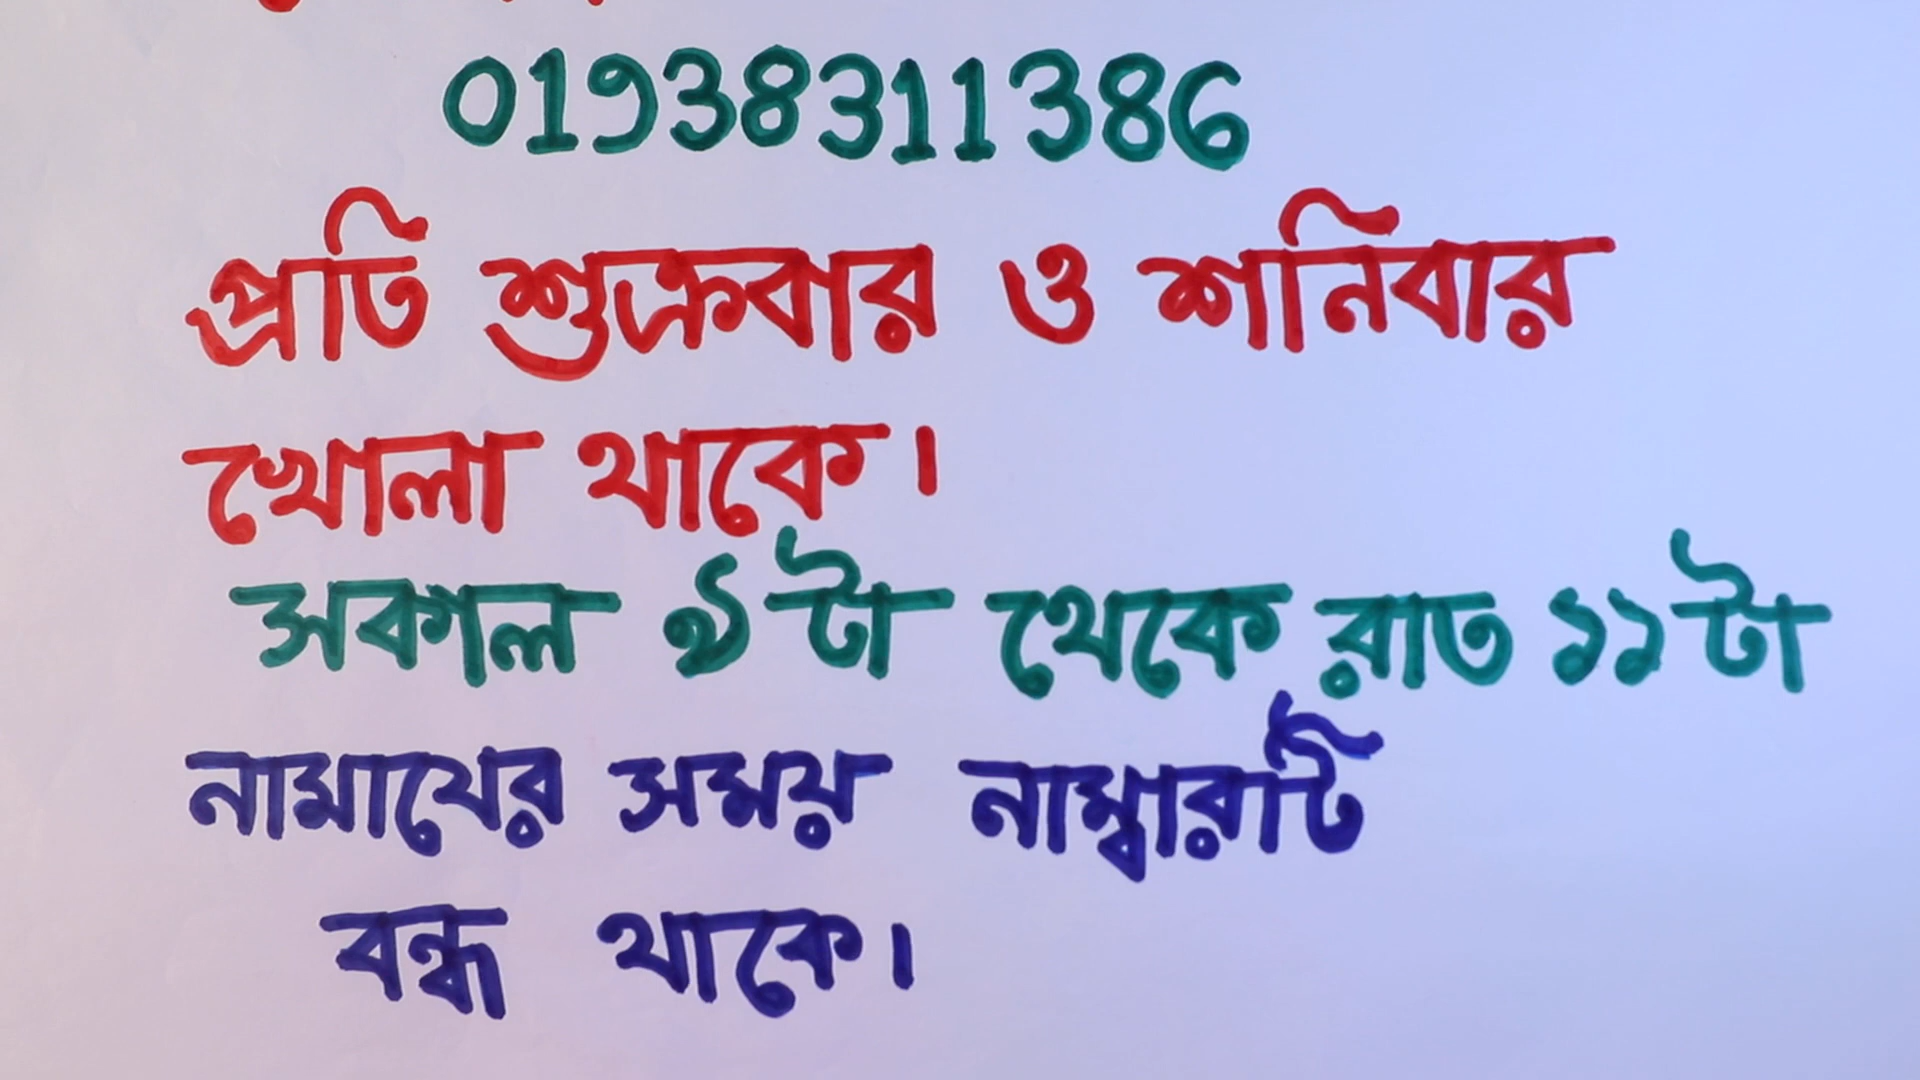 01938311386
প্রতি শুক্রবার ও শনিবার
খোলা থাকে।
সকাল ৯টা থেকে রাত ১১টা
নামাযের সময় নাম্বারটি
বন্ধ থাকে।